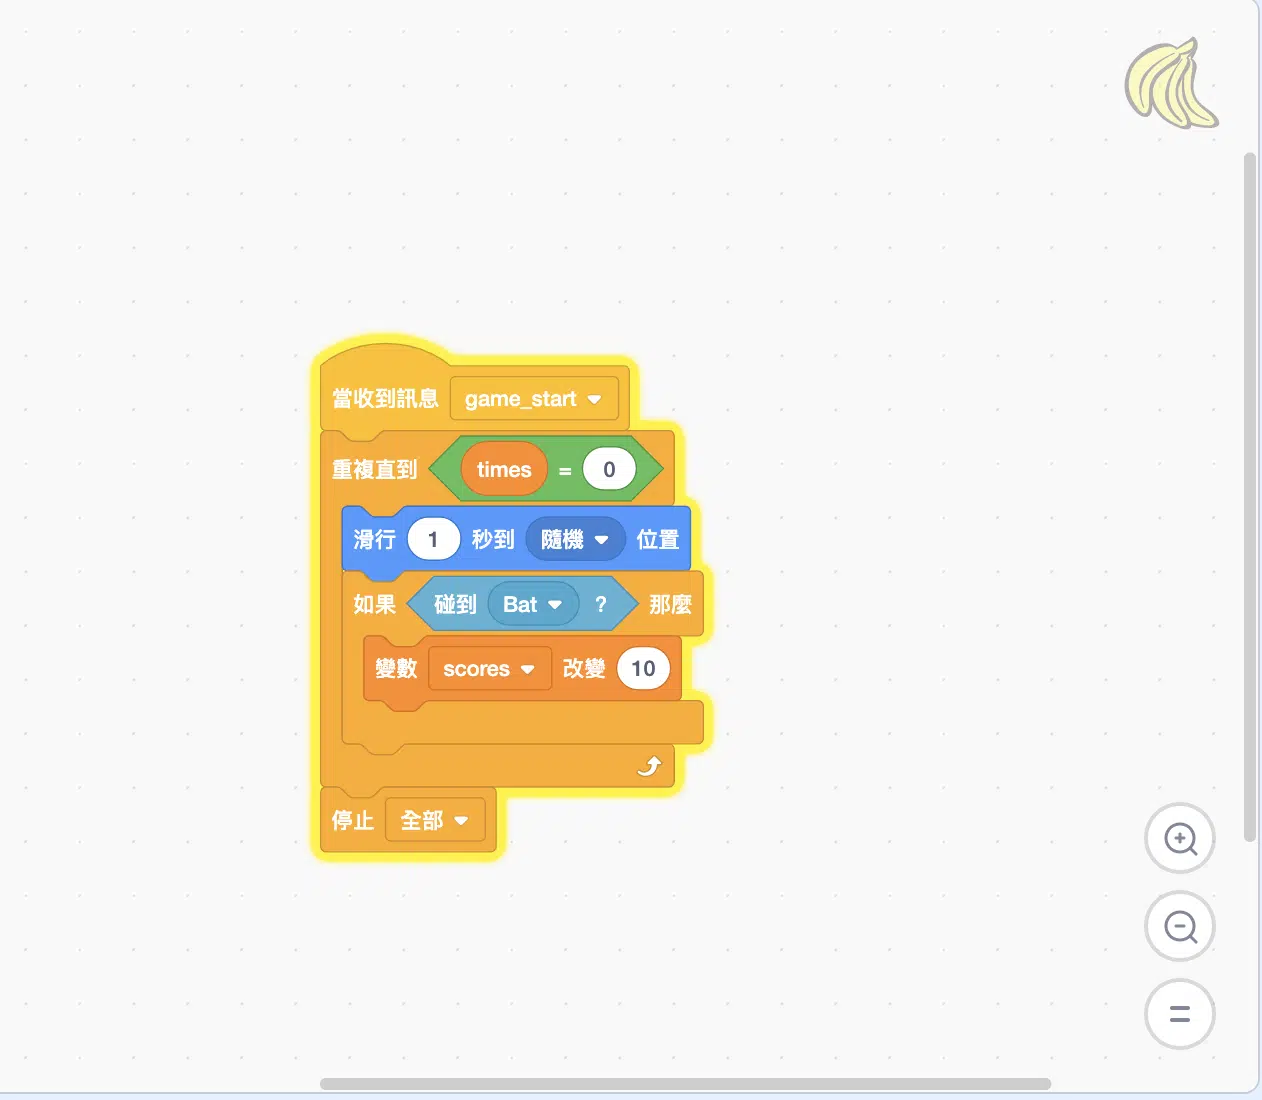 當收到訊息 game_start
重複直到 times = 0
滑行 1 秒到 隨機 位置
如果 碰到 Bat ? 那麼
變數 scores 改變 10
停止 全部